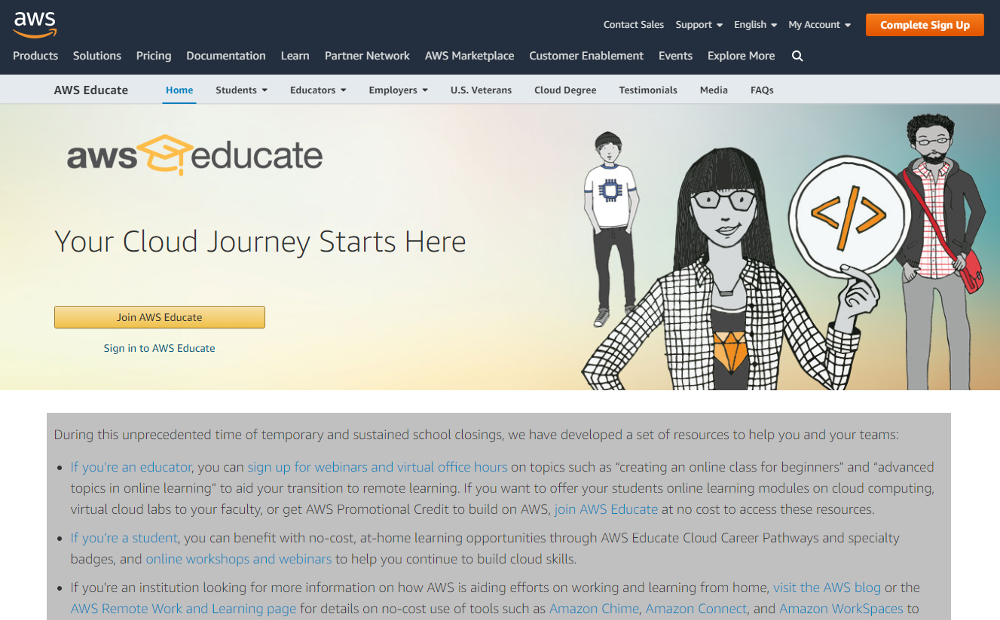 aws
Contact Sales Support English My Account Complete Sign Up
Products Solutions Pricing Documentation Learn Partner Network AWS Marketplace Customer Enablement Events Explore More
AWS Educate Home Students Educators Employers U.S. Veterans Cloud Degree Testimonials Media FAQs
aws educate
</>
Your Cloud Journey Starts Here
Join AWS Educate
Sign in to AWS Educate
During this unprecedented time of temporary and sustained school closings, we have developed a set of resources to help you and your teams:
• If you’re an educator, you can sign up for webinars and virtual office hours on topics such as “creating an online class for beginners” and “advanced
topics in online learning” to aid your transition to remote learning. If you want to offer your students online learning modules on cloud computing,
virtual cloud labs to your faculty, or get AWS Promotional Credit to build on AWS, join AWS Educate at no cost to access these resources.
• If you’re a student, you can benefit with no-cost, at-home learning opportunities through AWS Educate Cloud Career Pathways and specialty
badges, and online workshops and webinars to help you continue to build cloud skills.
• If you're an institution looking for more information on how AWS is aiding efforts on working and learning from home, visit the AWS blog or the
AWS Remote Work and Learning page for details on no-cost use of tools such as Amazon Chime, Amazon Connect, and Amazon WorkSpaces to